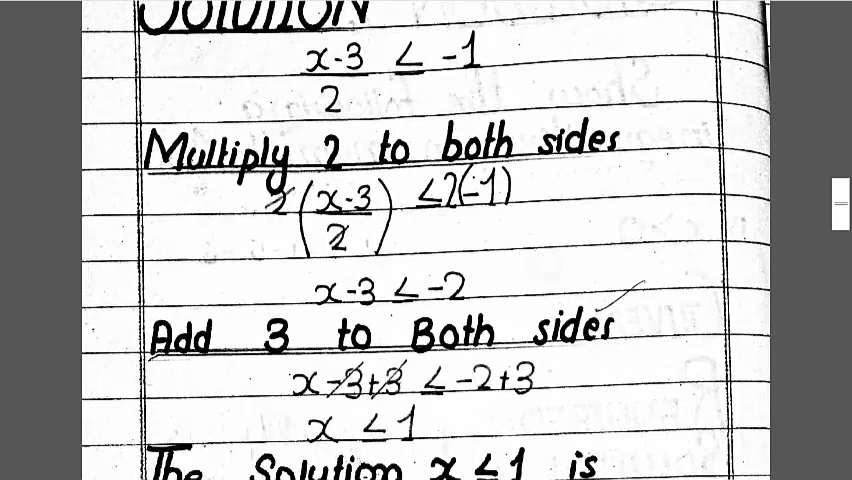 SOLUTION
x-3 ≤ -1
2
Multiply 2 to both sides
2(x-3 ≤ 2(-1)
2)
x-3 ≤ -2
Add 3 to Both sides
x-3+3 ≤ -2+3
x ≤ 1
The Solution x ≤ 1 is